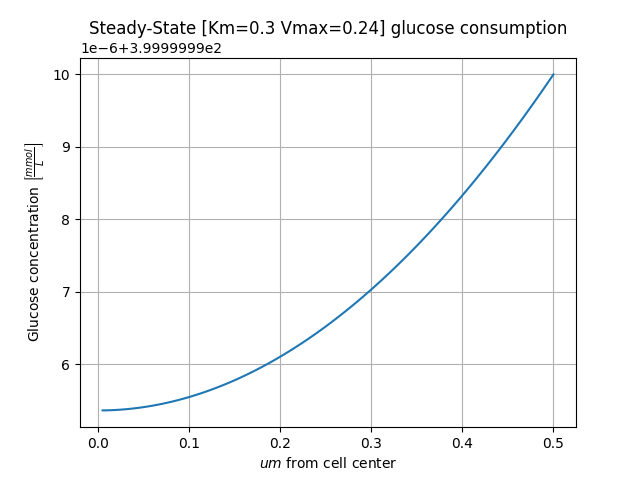 Steady-State [Km=0.3 Vmax=0.24] glucose consumption
1e−6+3.9999999e2
10
9
8
7
6
Glucose concentration [mmol/L]
0.0 0.1 0.2 0.3 0.4 0.5
um from cell center